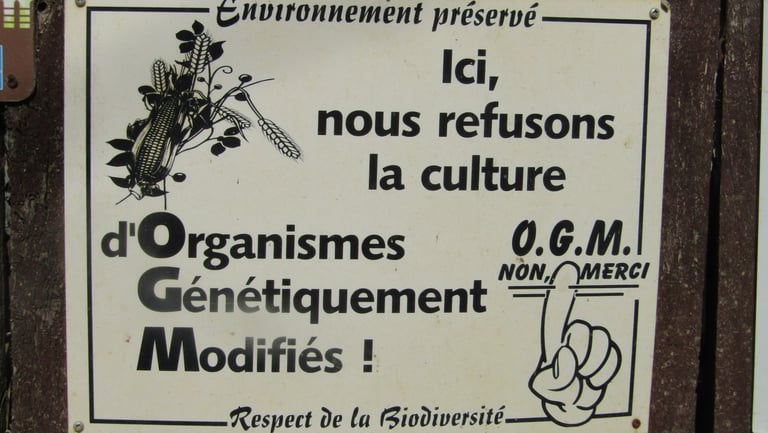 Environnement préservé
Ici,
nous refusons
la culture
d'Organismes
Génétiquement
Modifiés !
O.G.M.
NON, MERCI
Respect de la Biodiversité